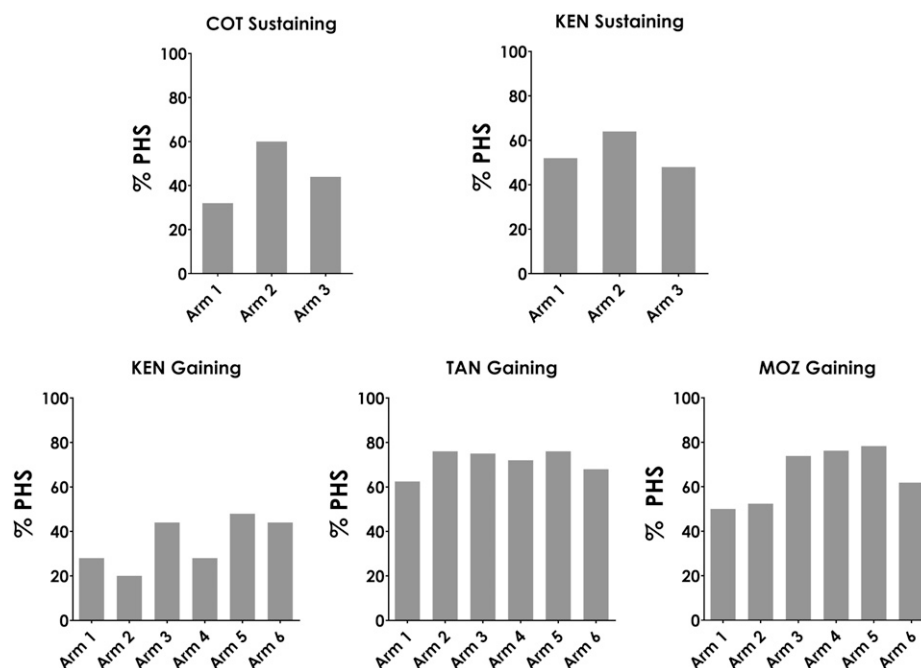 COT Sustaining
% PHS
100
80
60
40
20
0
Arm 1
Arm 2
Arm 3
KEN Sustaining
% PHS
100
80
60
40
20
0
Arm 1
Arm 2
Arm 3
KEN Gaining
% PHS
100
80
60
40
20
0
Arm 1
Arm 2
Arm 3
Arm 4
Arm 5
Arm 6
TAN Gaining
% PHS
100
80
60
40
20
0
Arm 1
Arm 2
Arm 3
Arm 4
Arm 5
Arm 6
MOZ Gaining
% PHS
100
80
60
40
20
0
Arm 1
Arm 2
Arm 3
Arm 4
Arm 5
Arm 6